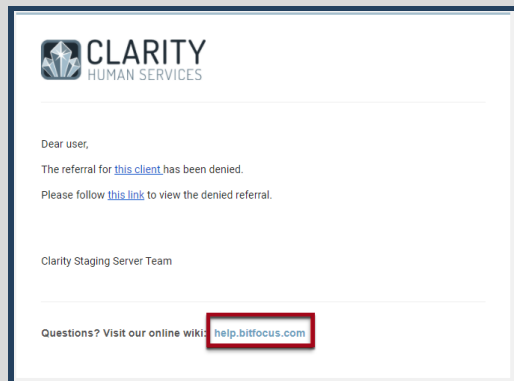 CLARITY
HUMAN SERVICES
Dear user,
The referral for this client has been denied.
Please follow this link to view the denied referral.
Clarity Staging Server Team
Questions? Visit our online wiki: help.bitfocus.com